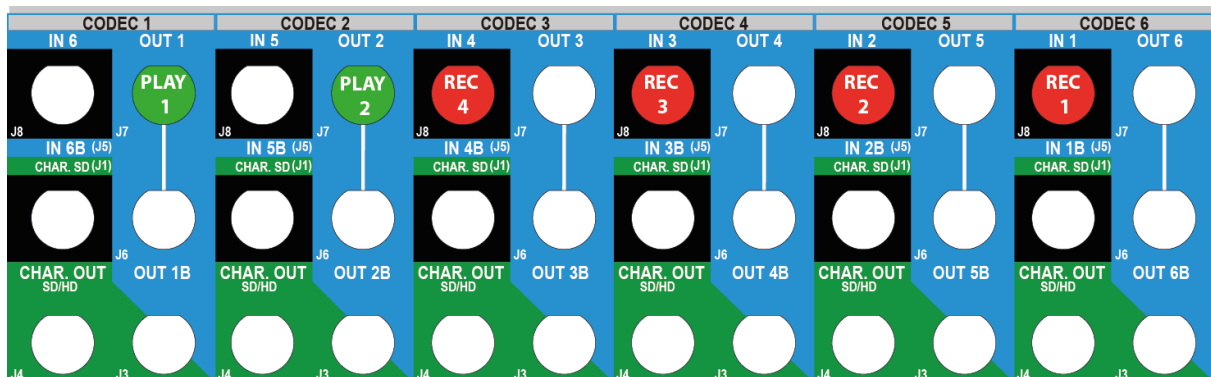 CODEC 1 CODEC 2 CODEC 3 CODEC 4 CODEC 5 CODEC 6
IN 6 OUT 1 IN 5 OUT 2 IN 4 OUT 3 IN 3 OUT 4 IN 2 OUT 5 IN 1 OUT 6
PLAY PLAY REC REC REC REC
1 2 4 3 2 1
J8 J7 J8 J7 J8 J7 J8 J7 J8 J7 J8 J7
IN 6B (J5) IN 5B (J5) IN 4B (J5) IN 3B (J5) IN 2B (J5) IN 1B (J5)
CHAR. SD (J1) CHAR. SD (J1) CHAR. SD (J1) CHAR. SD (J1) CHAR. SD (J1) CHAR. SD (J1)
J6 J6 J6 J6 J6 J6
CHAR. OUT OUT 1B CHAR. OUT OUT 2B CHAR. OUT OUT 3B CHAR. OUT OUT 4B CHAR. OUT OUT 5B CHAR. OUT OUT 6B
SD/HD SD/HD SD/HD SD/HD SD/HD SD/HD
J4 J3 J4 J3 J4 J3 J4 J3 J4 J3 J4 J3